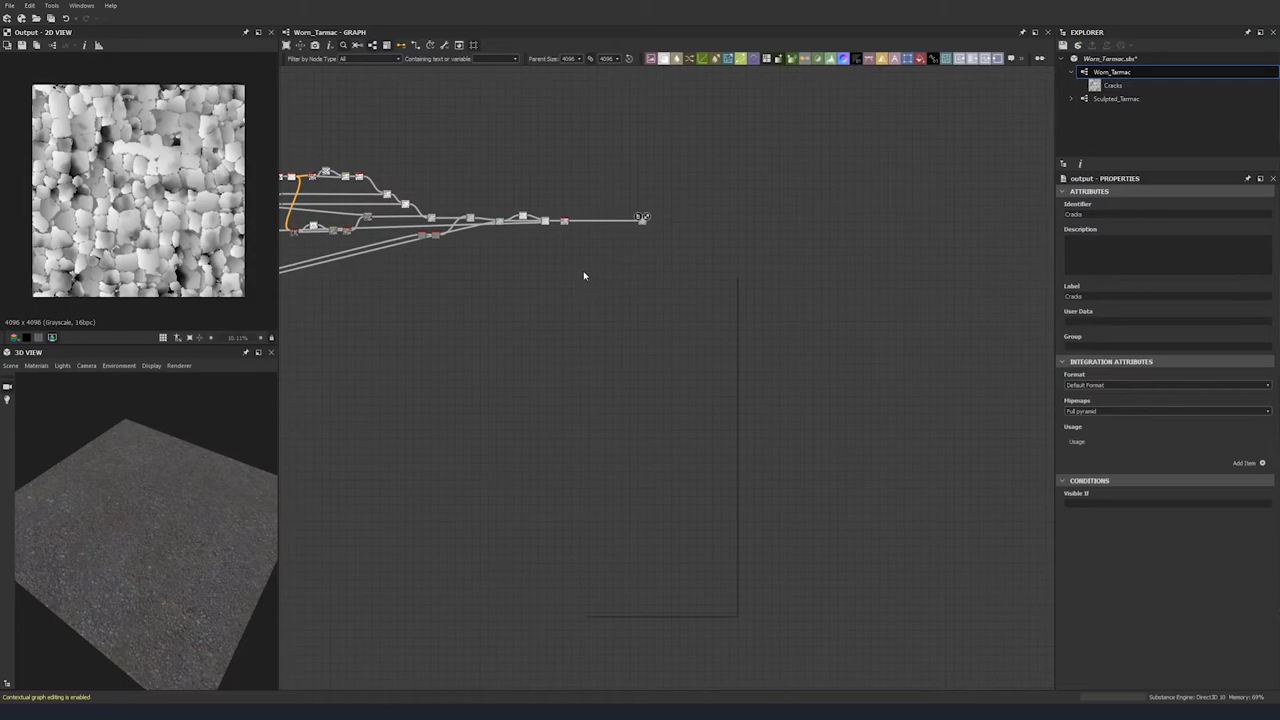 File Edit Tools Windows Help
Output - 2D VIEW
4096 x 4096 (Grayscale, 16bpc)
10.11%
3D VIEW
Scene Materials Lights Camera Environment Display Renderer
Contextual graph editing is enabled
Worn_Tarmac - GRAPH
Filter by Node Type All Containing text or variable Parent Size: 4096 4096
EXPLORER
Worn_Tarmac.sbs*
Worn_Tarmac
Cracks
Sculpted_Tarmac
output - PROPERTIES
ATTRIBUTES
Identifier
Cracks
Description
Label
Cracks
User Data
Group
INTEGRATION ATTRIBUTES
Format
Default Format
Mipmaps
Full pyramid
Usage
Usage
Add Item
CONDITIONS
Visible If
Substance Engine: Direct3D 10 Memory: 69%